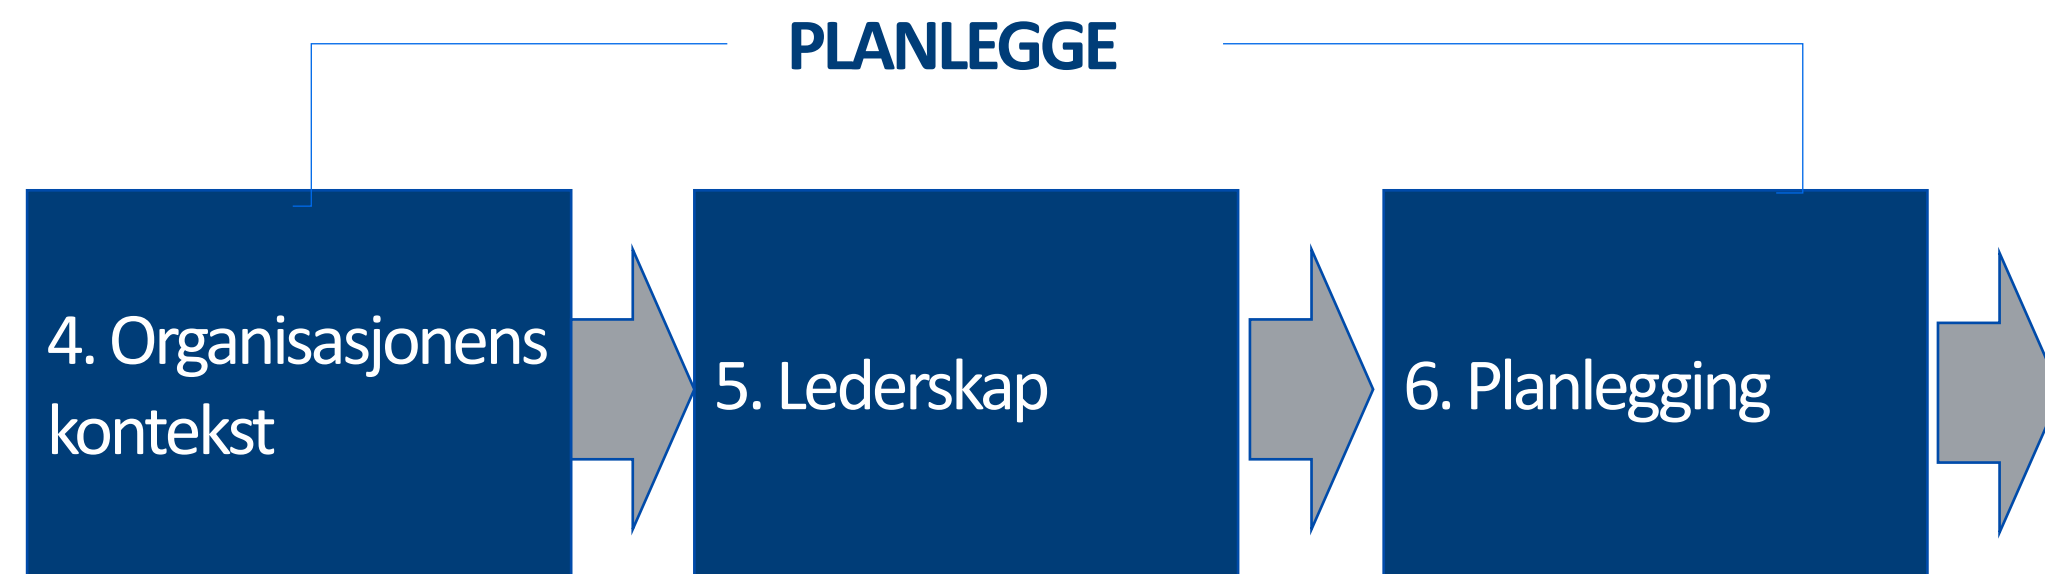 PLANLEGGE
4. Organisasjonens
kontekst
5. Lederskap
6. Planlegging